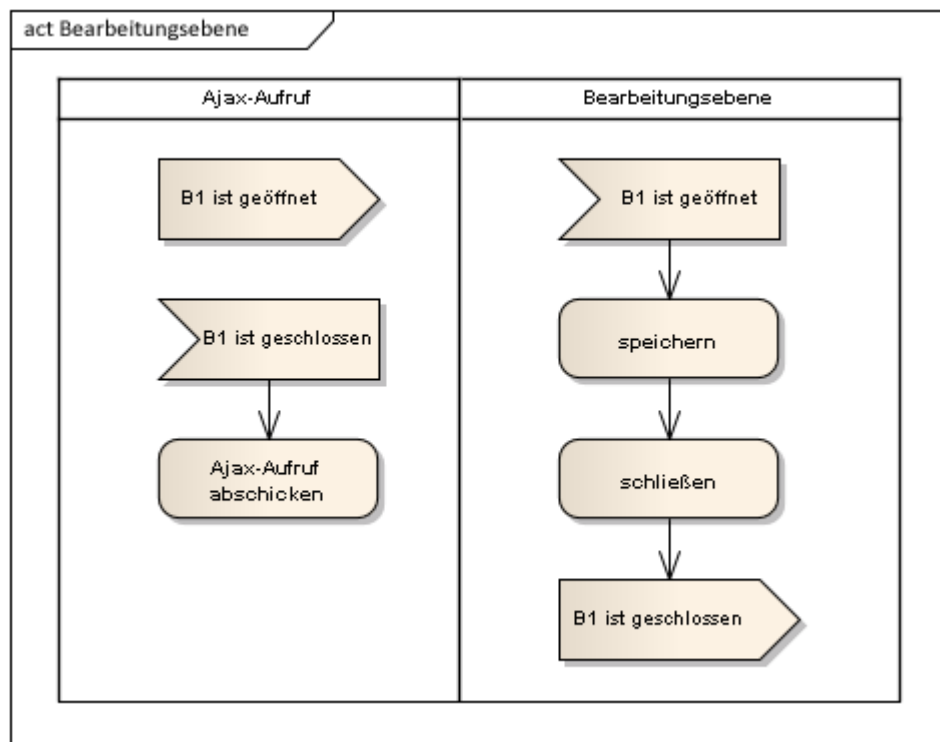 act Bearbeitungsebene
Ajax-Aufruf
B1 ist geöffnet
B1 ist geschlossen
Ajax-Aufruf
abschicken
Bearbeitungsebene
B1 ist geöffnet
speichern
schließen
B1 ist geschlossen